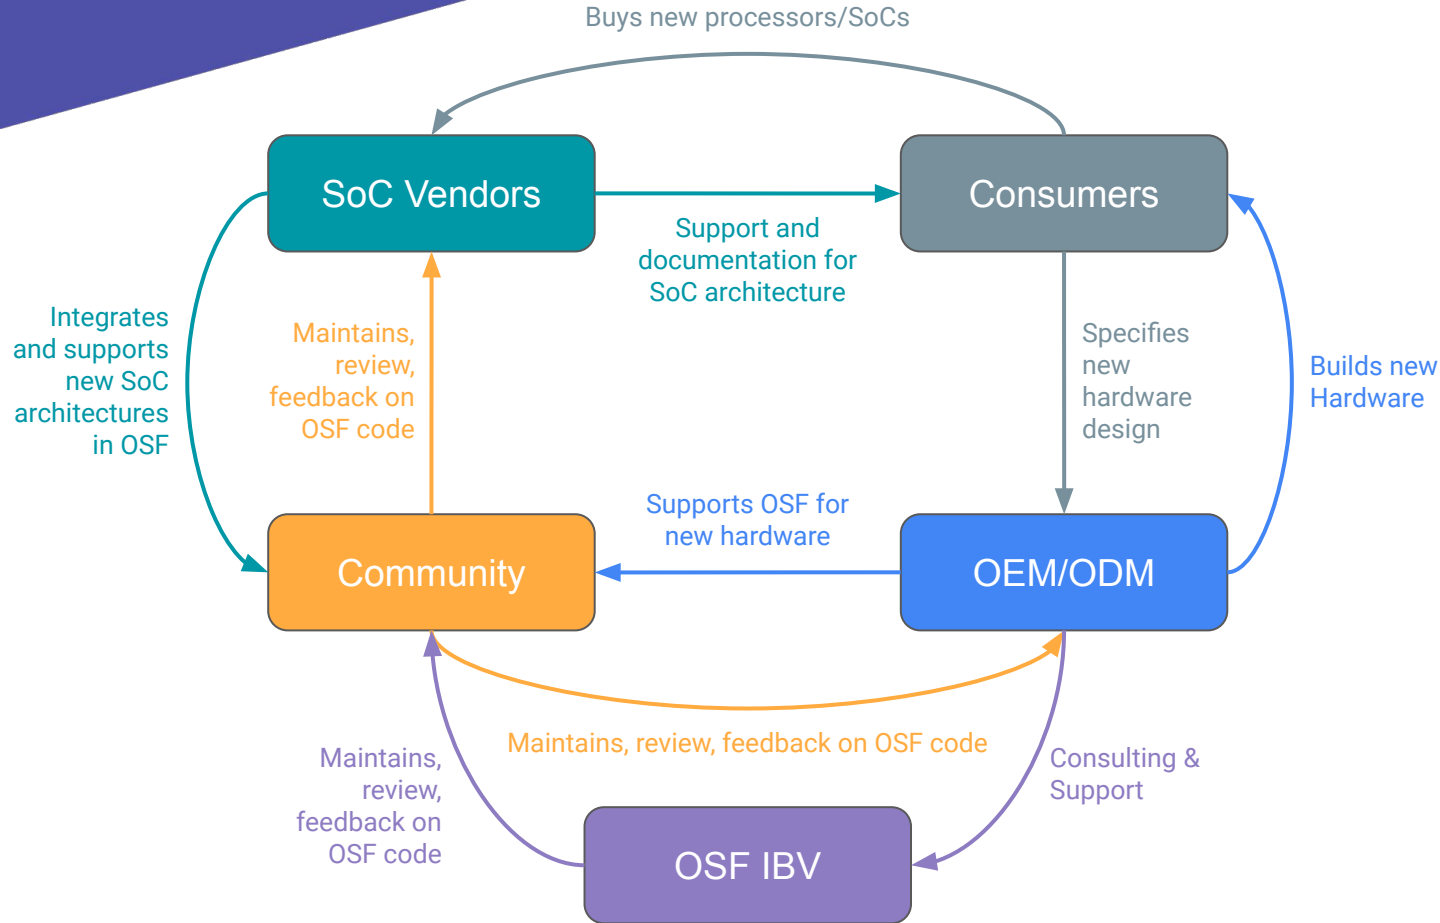 Buys new processors/SoCs
SoC Vendors
Consumers
Support and
documentation for
SoC architecture
Integrates
and supports
new SoC
architectures
in OSF
Maintains,
review,
feedback on
OSF code
Specifies
new
hardware
design
Builds new
Hardware
Supports OSF for
new hardware
Community
OEM/ODM
Maintains, review, feedback on OSF code
Maintains,
review,
feedback on
OSF code
Consulting &
Support
OSF IBV